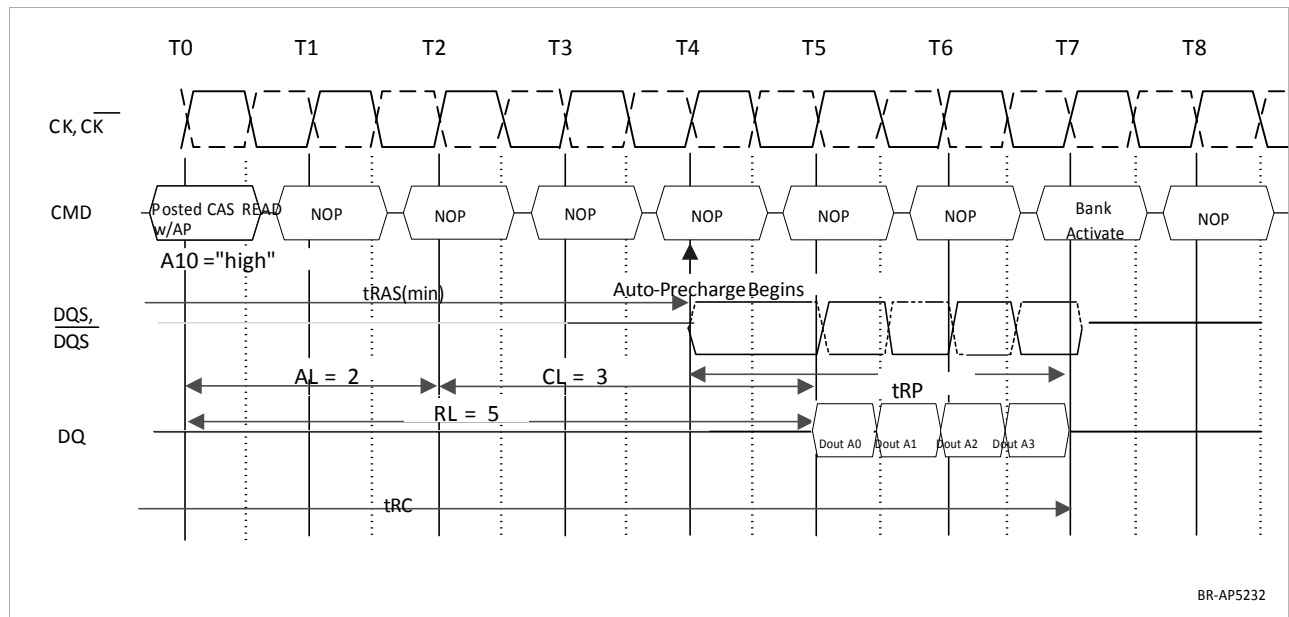 T0 T1 T2 T3 T4 T5 T6 T7 T8
CK, CK
CMD
Posted CAS READ
w/AP
NOP NOP NOP NOP NOP NOP Bank
Activate
NOP
A10 ="high"
tRAS(min)
Auto-Precharge Begins
DQS,
DQS
AL = 2
CL = 3
tRP
RL = 5
DQ
Dout A0 Dout A1 Dout A2 Dout A3
tRC
BR-AP5232